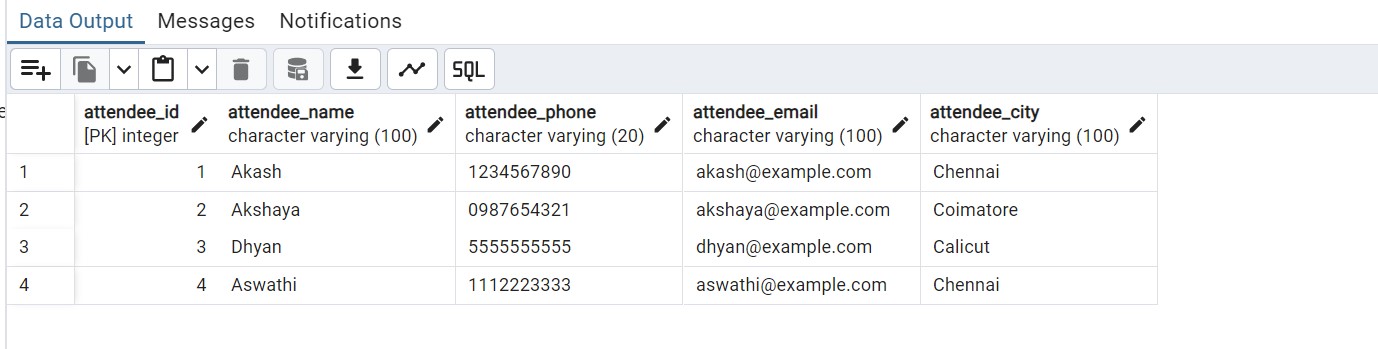 Data Output Messages Notifications
SQL
attendee_id attendee_name attendee_phone attendee_email attendee_city
[PK] integer character varying (100) character varying (20) character varying (100) character varying (100)
1 1 Akash 1234567890 akash@example.com Chennai
2 2 Akshaya 0987654321 akshaya@example.com Coimatore
3 3 Dhyan 5555555555 dhyan@example.com Calicut
4 4 Aswathi 1112223333 aswathi@example.com Chennai